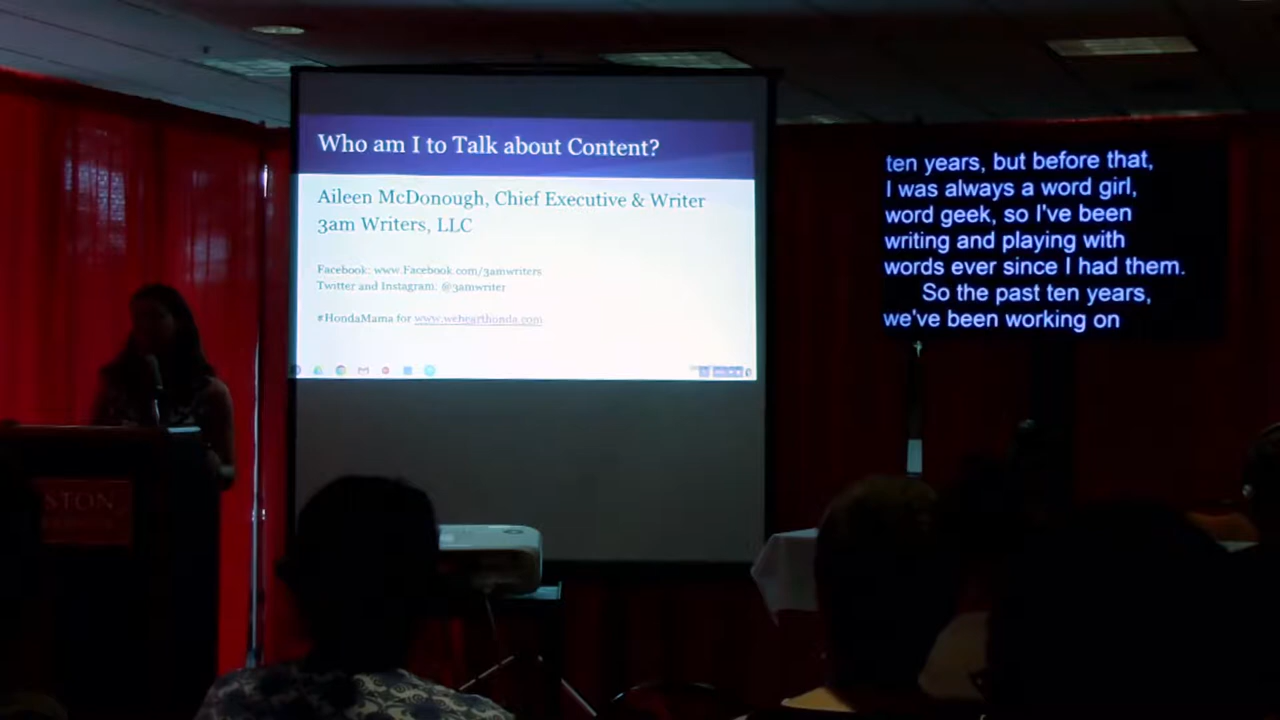 Who am I to Talk about Content?
Aileen McDonough, Chief Executive & Writer
3am Writers, LLC
Facebook: www.Facebook.com/3amwriters
Twitter and Instagram: @3amwriter
#HondaMama for www.wehearthonda.com
ten years, but before that,
I was always a word girl,
word geek, so I've been
writing and playing with
words ever since I had them.
So the past ten years,
we've been working on
STON